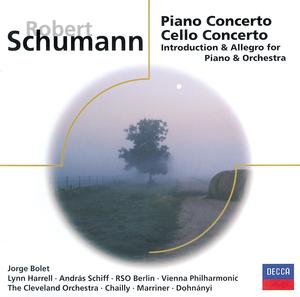 Robert
Schumann
Piano Concerto
Cello Concerto
Introduction & Allegro for
Piano & Orchestra
Jorge Bolet
Lynn Harrell · András Schiff · RSO Berlin · Vienna Philharmonic
The Cleveland Orchestra · Chailly · Marriner · Dohnányi
DECCA